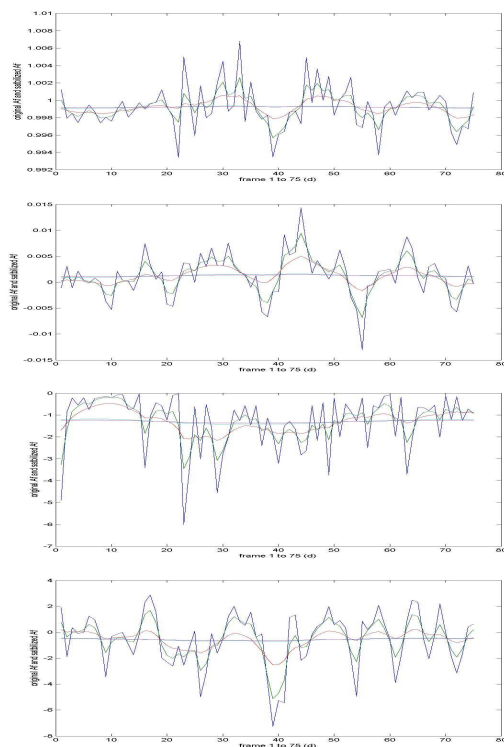 original Af and satbilized Af
1.01
1.008
1.006
1.004
1.002
1
0.998
0.996
0.994
0.992
0 10 20 30 40 50 60 70 80
frame 1 to 75 (d)
original Af and satbilized Af
0.015
0.01
0.005
0
-0.005
-0.01
-0.015
0 10 20 30 40 50 60 70 80
frame 1 to 75 (d)
original Af and satbilized Af
0
-1
-2
-3
-4
-5
-6
-7
0 10 20 30 40 50 60 70 80
frame 1 to 75 (d)
original Af and satbilized Af
4
2
0
-2
-4
-6
-8
0 10 20 30 40 50 60 70 80
frame 1 to 75 (d)